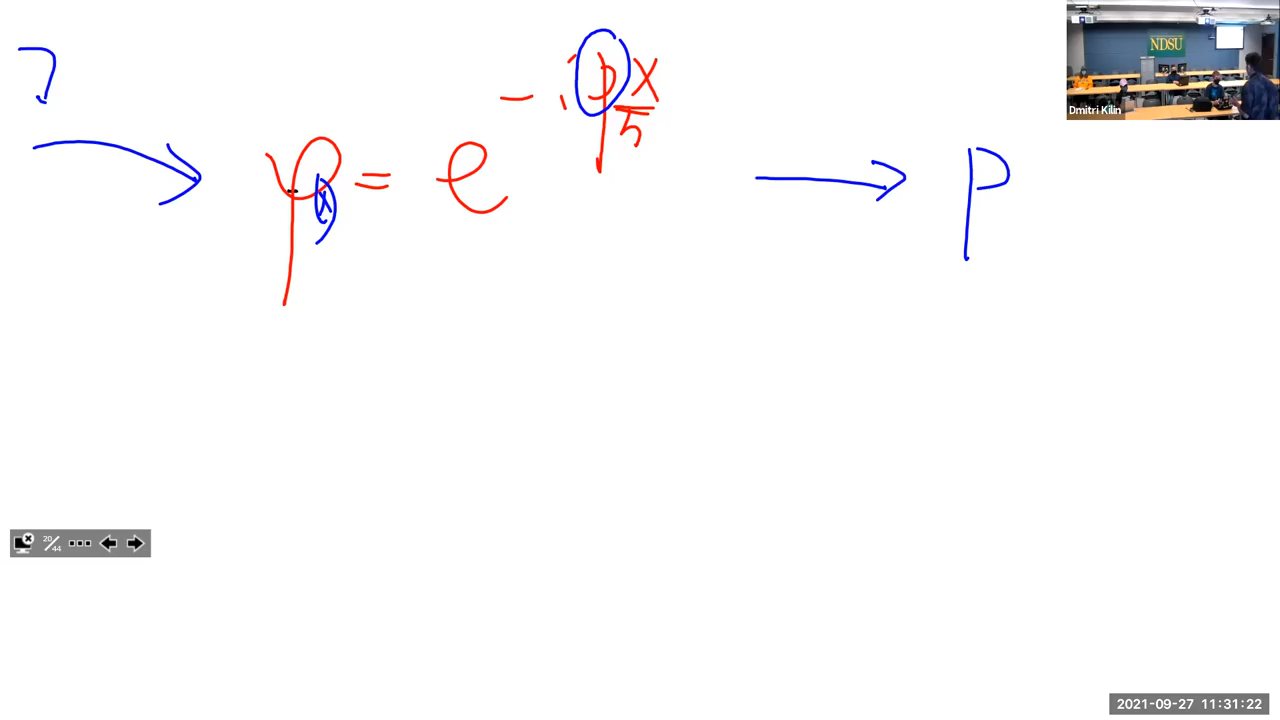 NDSU
Dmitri Kilin
φ(x) = e^{-i p x/ħ} → p
20/44
2021-09-27 11:31:22